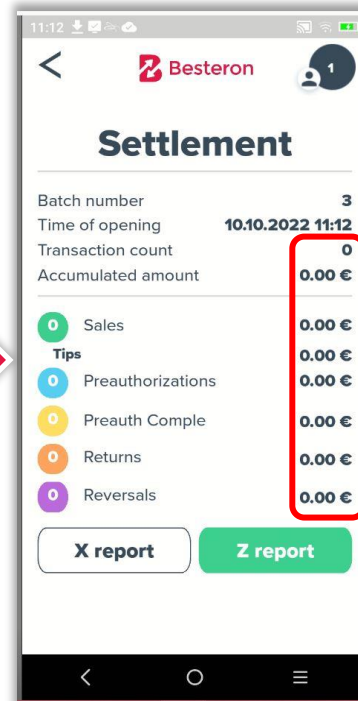 11:12
Besteron
1
Settlement
Batch number 3
Time of opening 10.10.2022 11:12
Transaction count 0
Accumulated amount 0.00 €
0 Sales 0.00 €
Tips 0.00 €
0 Preauthorizations 0.00 €
0 Preauth Comple 0.00 €
0 Returns 0.00 €
0 Reversals 0.00 €
X report Z report